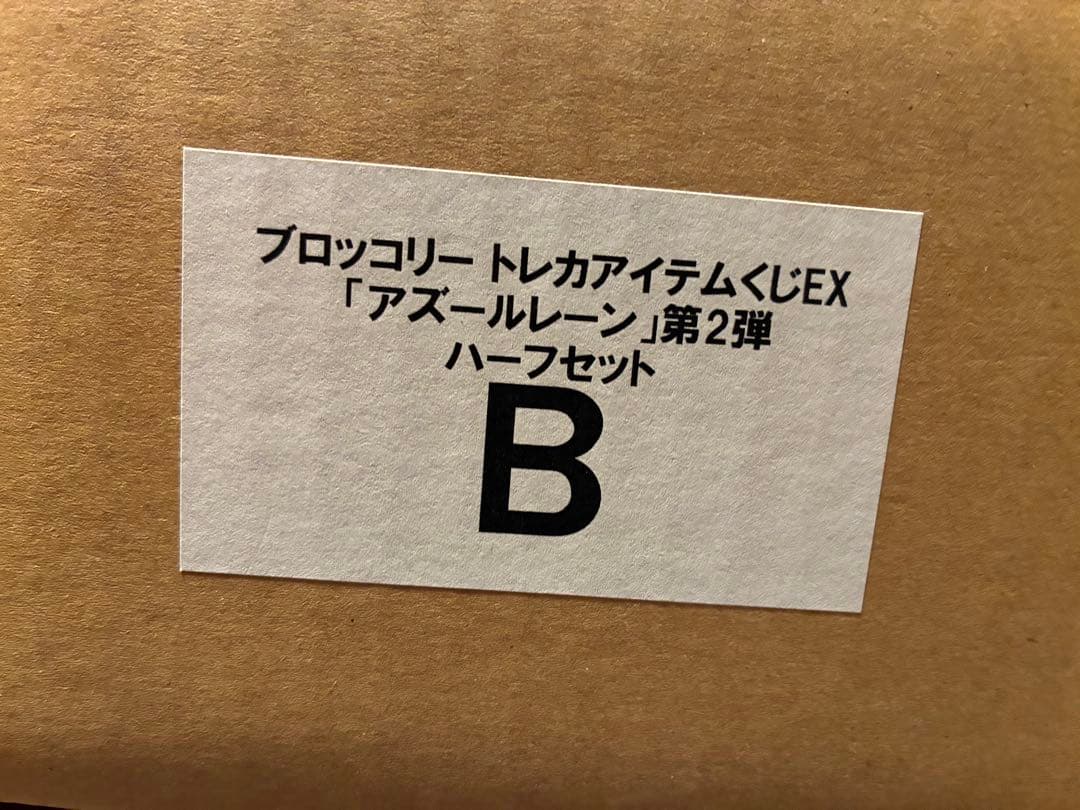 ブロッコリー トレカアイテムくじEX
「アズールレーン」第2弾
ハーフセット
B